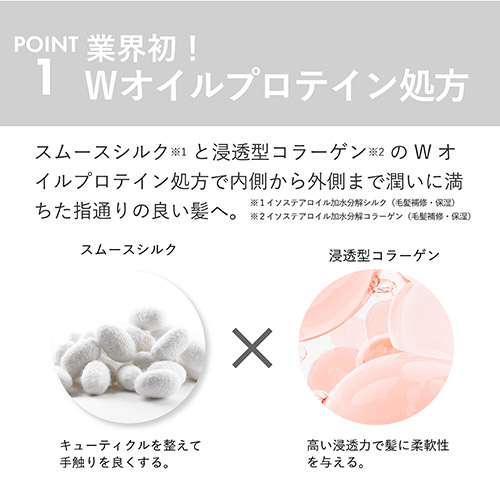 POINT
1
業界初！
Wオイルプロテイン処方
スムースシルク※1 と浸透型コラーゲン※2 の W オ
イルプロテイン処方で内側から外側まで潤いに満
ちた指通りの良い髪へ。
※１イソステアロイル加水分解シルク（毛髪補修・保湿）
※２イソステアロイル加水分解コラーゲン（毛髪補修・保湿）
スムースシルク
浸透型コラーゲン
×
キューティクルを整えて
手触りを良くする。
高い浸透力で髪に柔軟性
を与える。